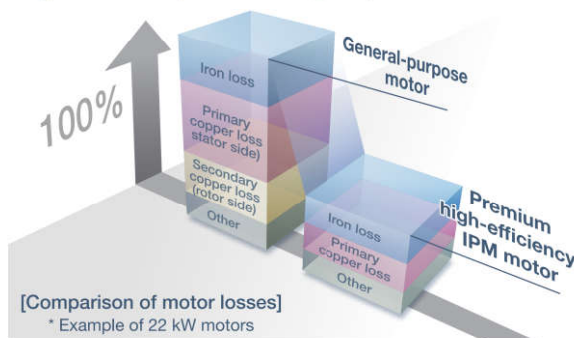 100%
General-purpose
motor
Iron loss
Primary
copper loss
stator side)
Secondary
copper loss
(rotor side)
Other
Premium
high-efficiency
IPM motor
Iron loss
Primary
copper loss
Other
[Comparison of motor losses]
* Example of 22 kW motors